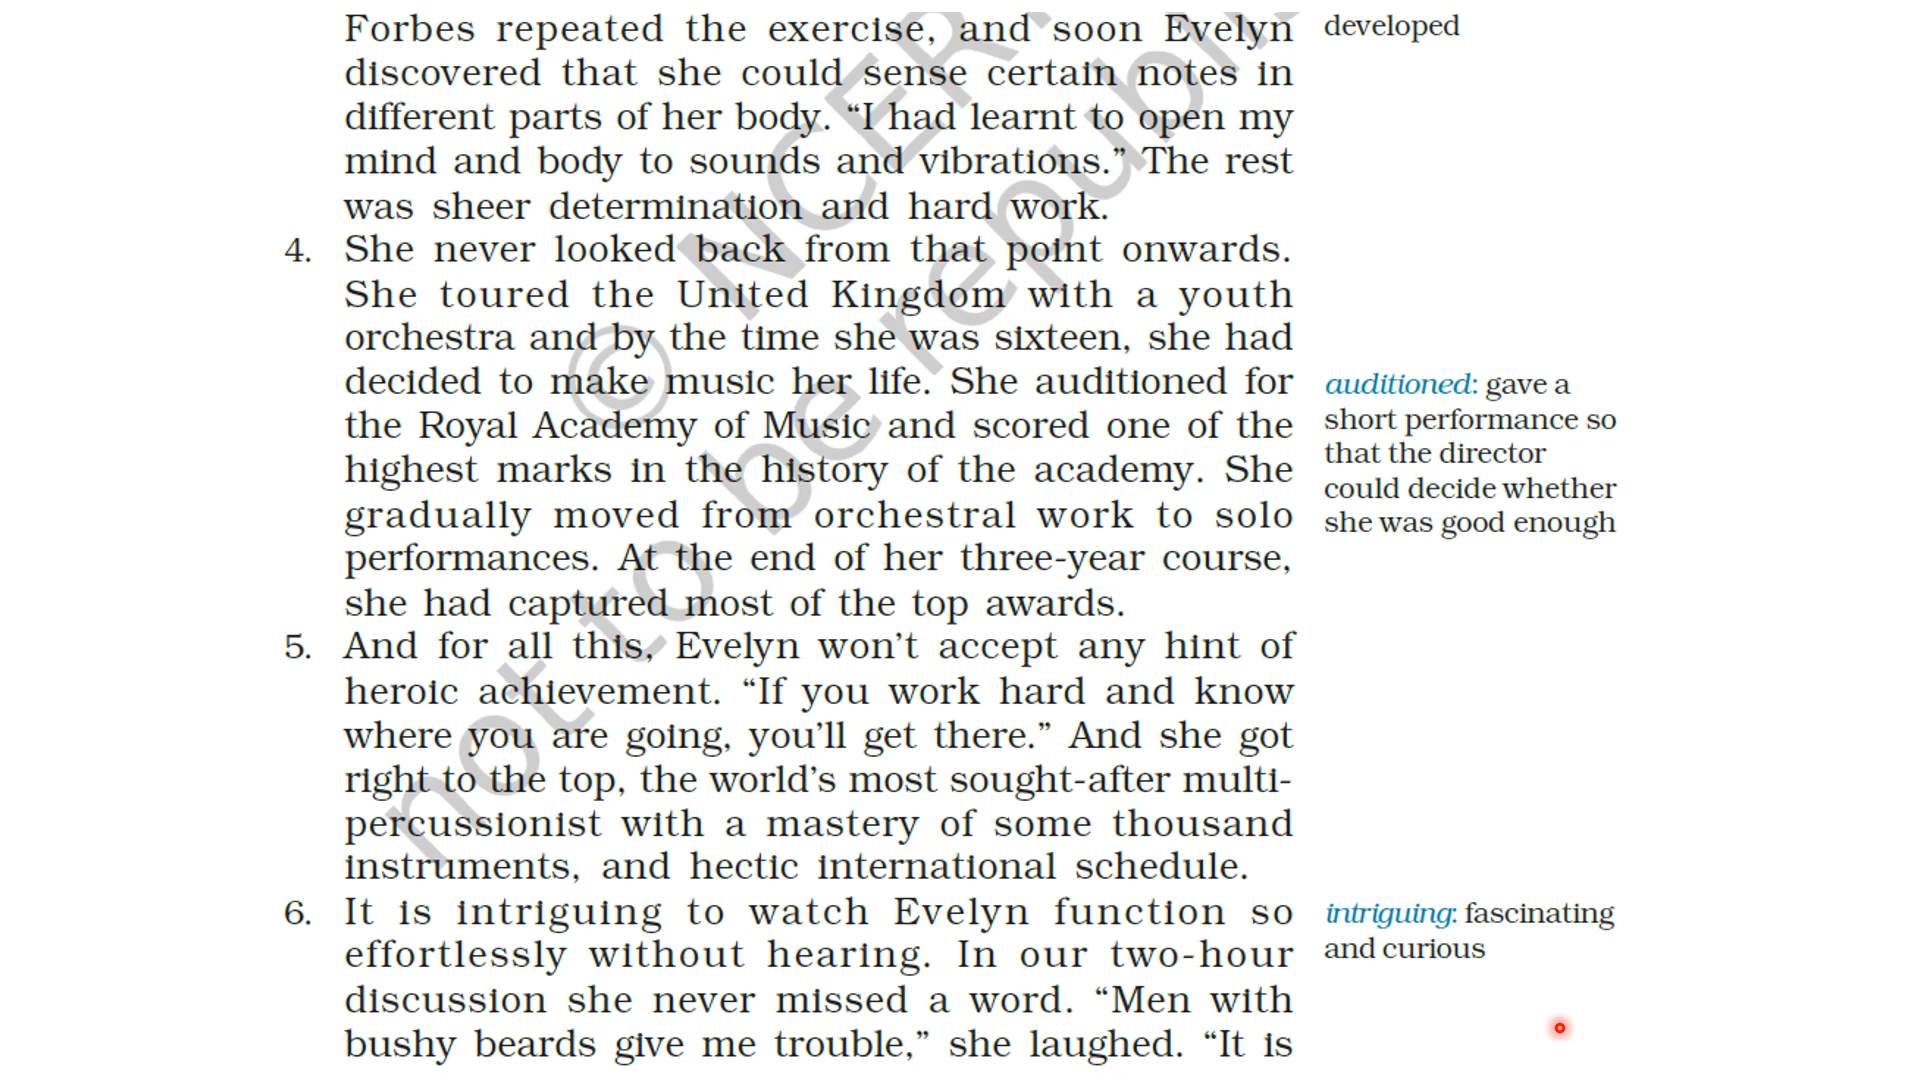 Forbes repeated the exercise, and soon Evelyn
discovered that she could sense certain notes in
different parts of her body. “I had learnt to open my
mind and body to sounds and vibrations.” The rest
was sheer determination and hard work.
developed
4. She never looked back from that point onwards.
She toured the United Kingdom with a youth
orchestra and by the time she was sixteen, she had
decided to make music her life. She auditioned for
the Royal Academy of Music and scored one of the
highest marks in the history of the academy. She
gradually moved from orchestral work to solo
performances. At the end of her three-year course,
she had captured most of the top awards.
auditioned: gave a
short performance so
that the director
could decide whether
she was good enough
5. And for all this, Evelyn won’t accept any hint of
heroic achievement. “If you work hard and know
where you are going, you’ll get there.” And she got
right to the top, the world’s most sought-after multi-
percussionist with a mastery of some thousand
instruments, and hectic international schedule.
6. It is intriguing to watch Evelyn function so
effortlessly without hearing. In our two-hour
discussion she never missed a word. “Men with
bushy beards give me trouble,” she laughed. “It is
intriguing: fascinating
and curious
© NCER
not to be republi